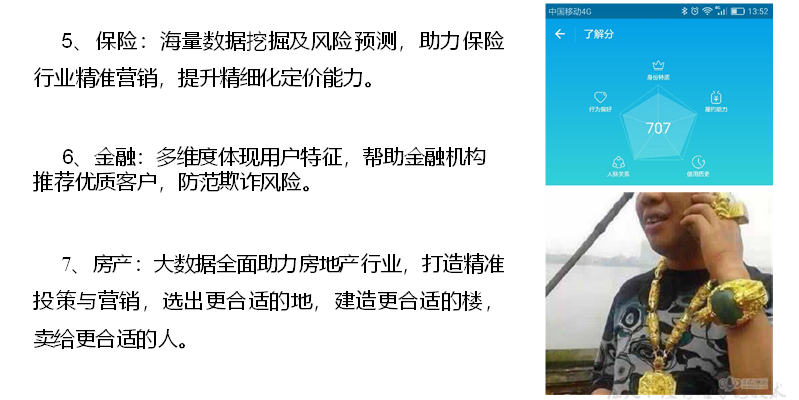 5、保险：海量数据挖掘及风险预测，助力保险
行业精准营销，提升精细化定价能力。
6、金融：多维度体现用户特征，帮助金融机构
推荐优质客户，防范欺诈风险。
7、房产：大数据全面助力房地产行业，打造精准
投策与营销，选出更合适的地，建造更合适的楼，
卖给更合适的人。
中国移动4G 13:52
了解分
身份特质
行为偏好
履约能力
707
人脉关系
信用历史